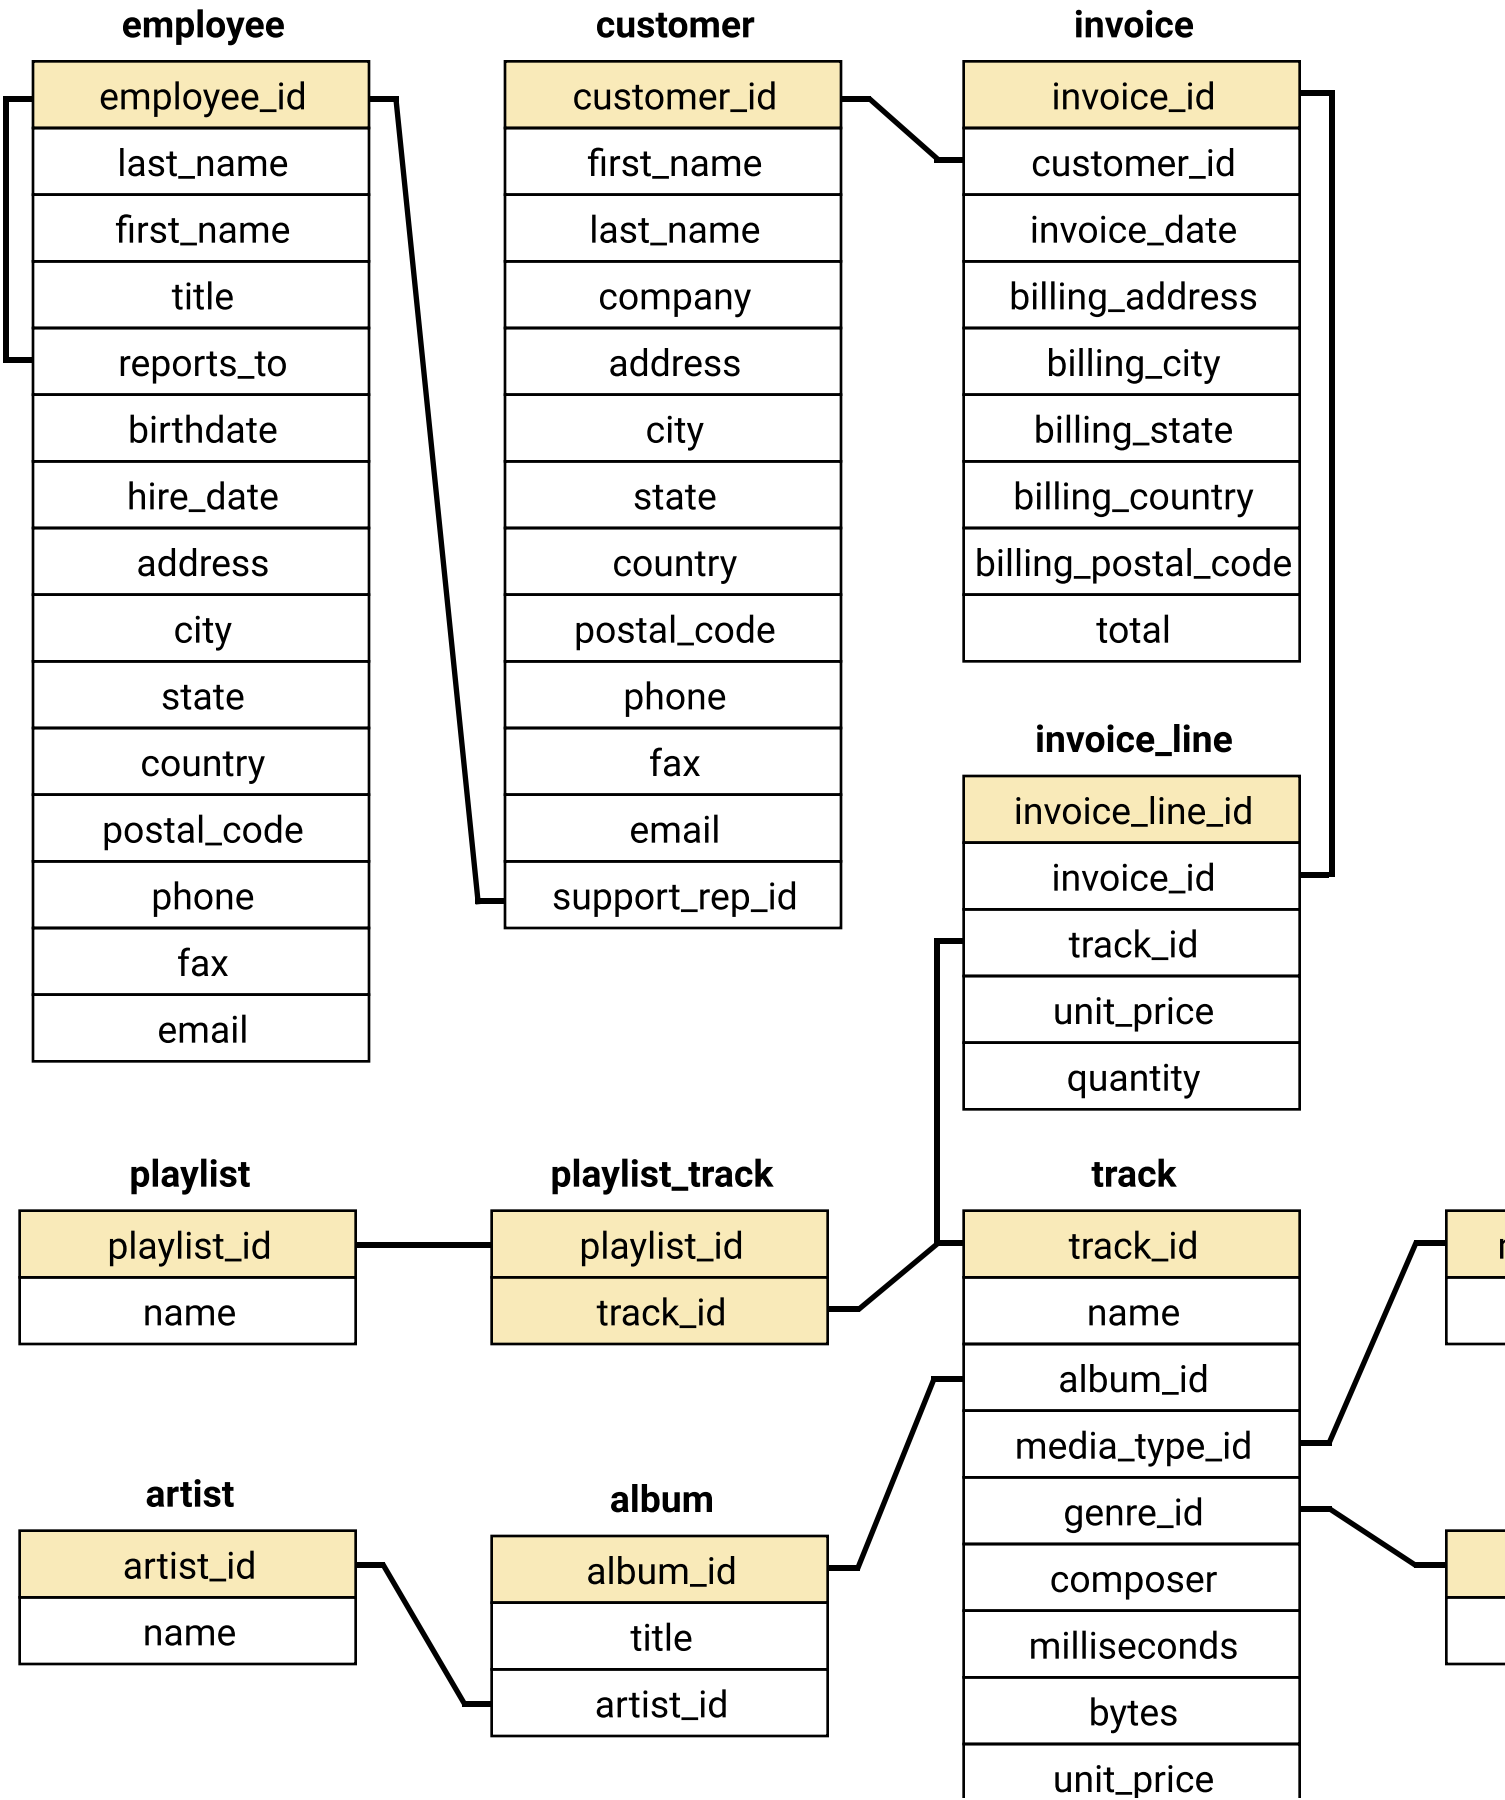 employee
employee_id
last_name
first_name
title
reports_to
birthdate
hire_date
address
city
state
country
postal_code
phone
fax
email
customer
customer_id
first_name
last_name
company
address
city
state
country
postal_code
phone
fax
email
support_rep_id
invoice
invoice_id
customer_id
invoice_date
billing_address
billing_city
billing_state
billing_country
billing_postal_code
total
invoice_line
invoice_line_id
invoice_id
track_id
unit_price
quantity
playlist
playlist_id
name
playlist_track
playlist_id
track_id
track
track_id
name
album_id
media_type_id
genre_id
composer
milliseconds
bytes
unit_price
artist
artist_id
name
album
album_id
title
artist_id